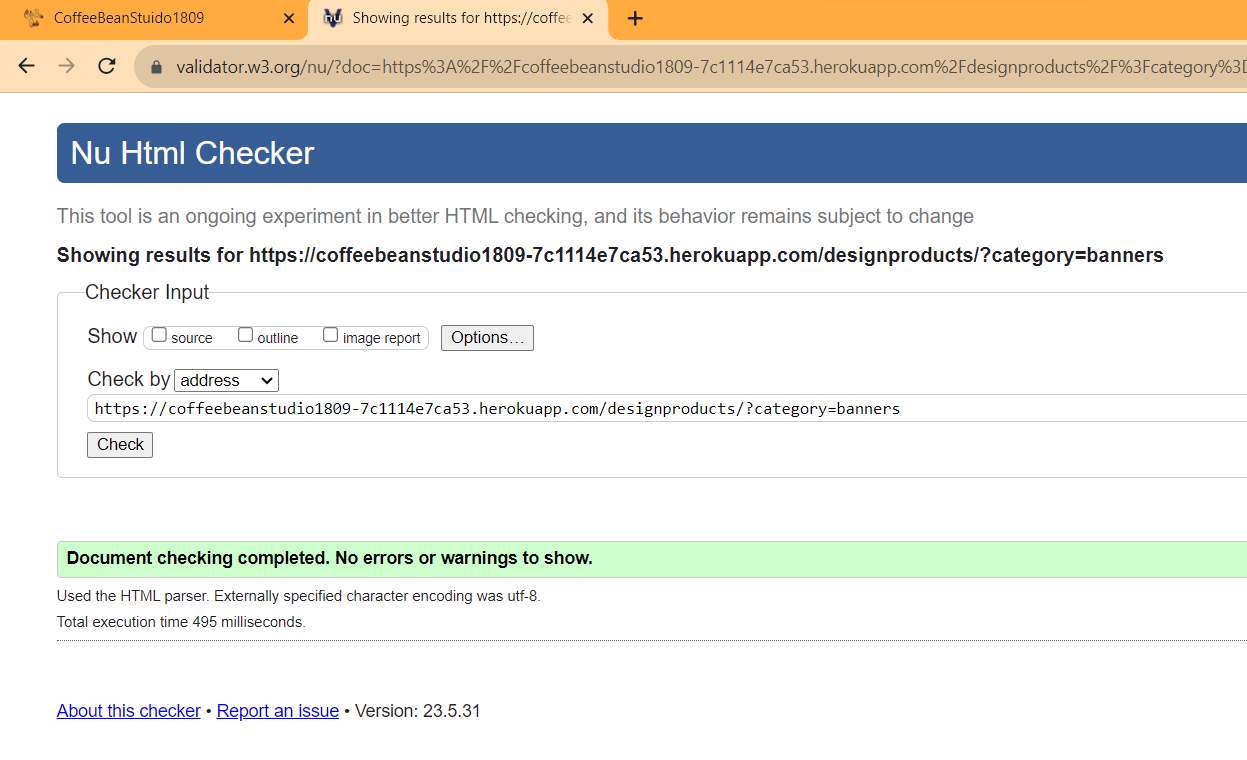 CoffeeBeanStuido1809
Showing results for https://coffee
validator.w3.org/nu/?doc=https%3A%2F%2Fcoffeebeanstudio1809-7c1114e7ca53.herokuapp.com%2Fdesignproducts%2F%3Fcategory%3D
Nu Html Checker
This tool is an ongoing experiment in better HTML checking, and its behavior remains subject to change
Showing results for https://coffeebeanstudio1809-7c1114e7ca53.herokuapp.com/designproducts/?category=banners
Checker Input
Show source outline image report Options...
Check by address
https://coffeebeanstudio1809-7c1114e7ca53.herokuapp.com/designproducts/?category=banners
Check
Document checking completed. No errors or warnings to show.
Used the HTML parser. Externally specified character encoding was utf-8.
Total execution time 495 milliseconds.
About this checker • Report an issue • Version: 23.5.31